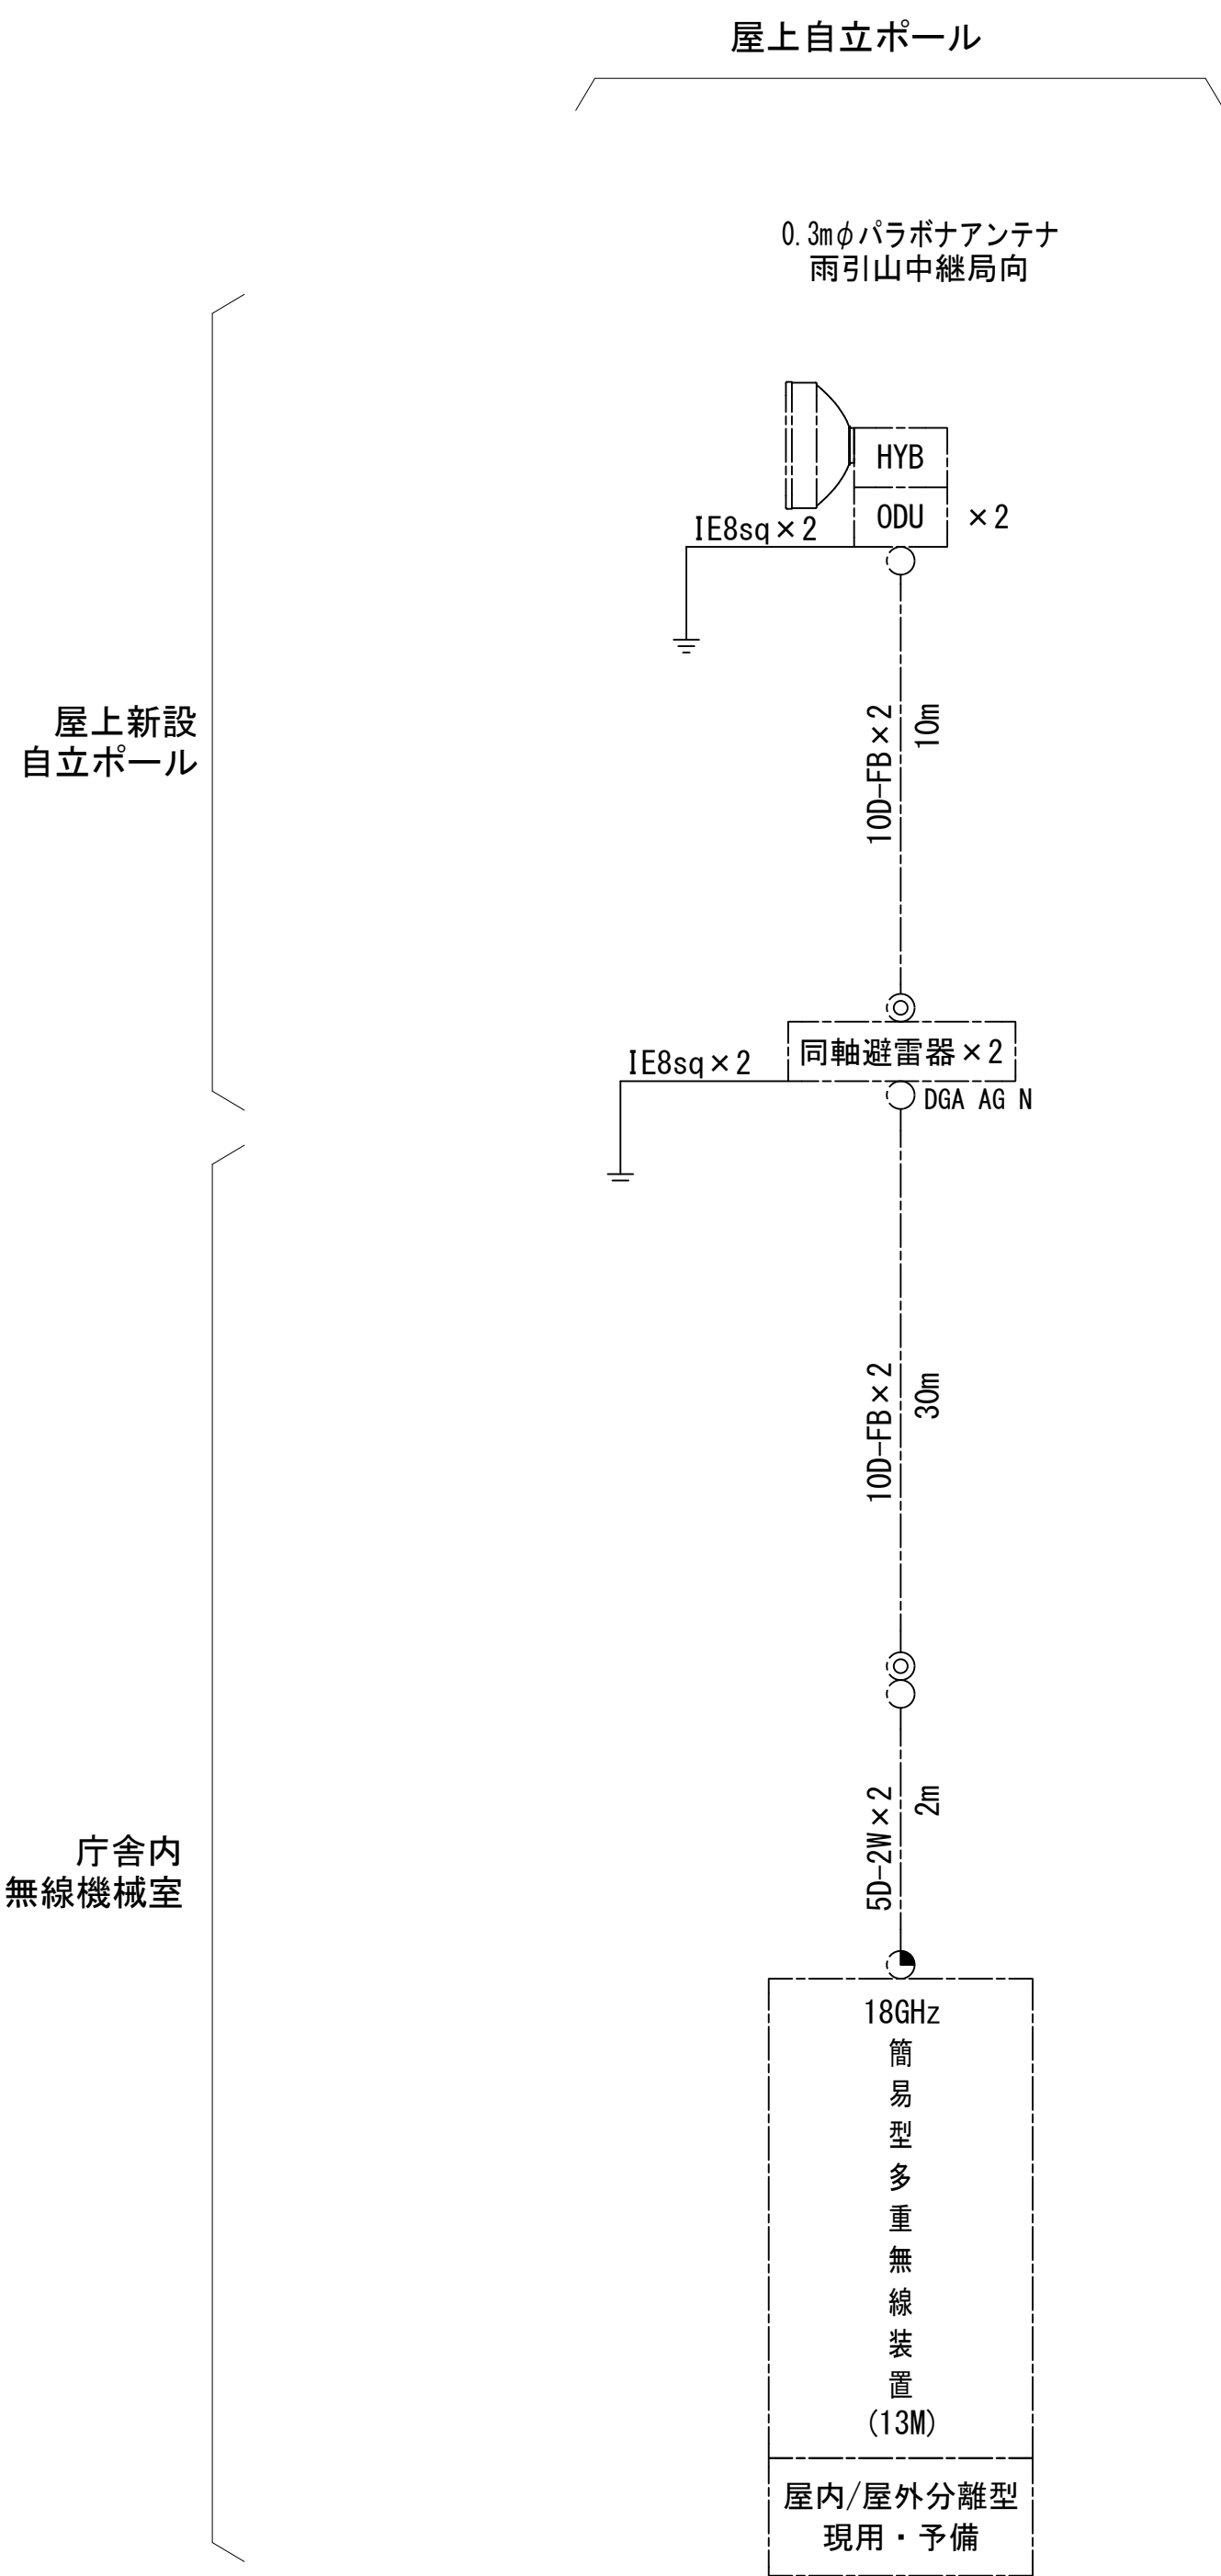 屋上自立ポール
0.3mφパラボナアンテナ
雨引山中継局向
HYB
ODU
×2
IE8sq×2
屋上新設
自立ポール
10D-FB×2
10m
同軸避雷器×2
IE8sq×2
DGA AG N
10D-FB×2
30m
庁舎内
無線機械室
5D-2W×2
2m
18GHz
簡
易
型
多
重
無
線
装
置
(13M)
屋内/屋外分離型
現用・予備